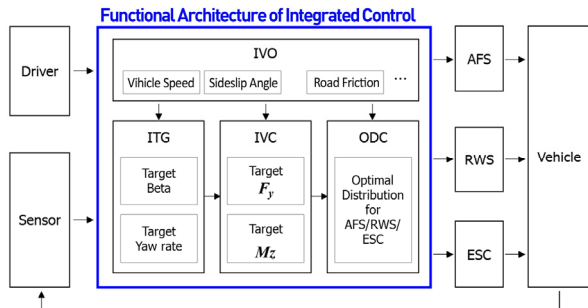 Functional Architecture of Integrated Control
Driver
IVO
Vihicle Speed
Sideslip Angle
Road Friction
...
AFS
ITG
IVC
ODC
Target
Beta
Target
Fy
Optimal
Distribution
for
AFS/RWS/
ESC
RWS
Vehicle
Sensor
Target
Yaw rate
Target
Mz
ESC